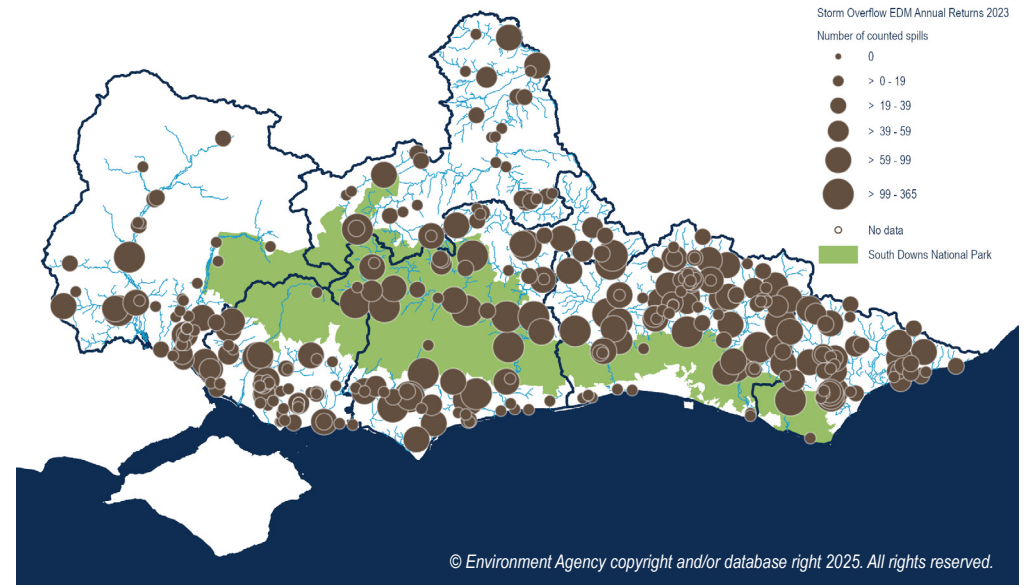 Storm Overflow EDM Annual Returns 2023
Number of counted spills
0
> 0 - 19
> 19 - 39
> 39 - 59
> 59 - 99
> 99 - 365
No data
South Downs National Park
© Environment Agency copyright and/or database right 2025. All rights reserved.